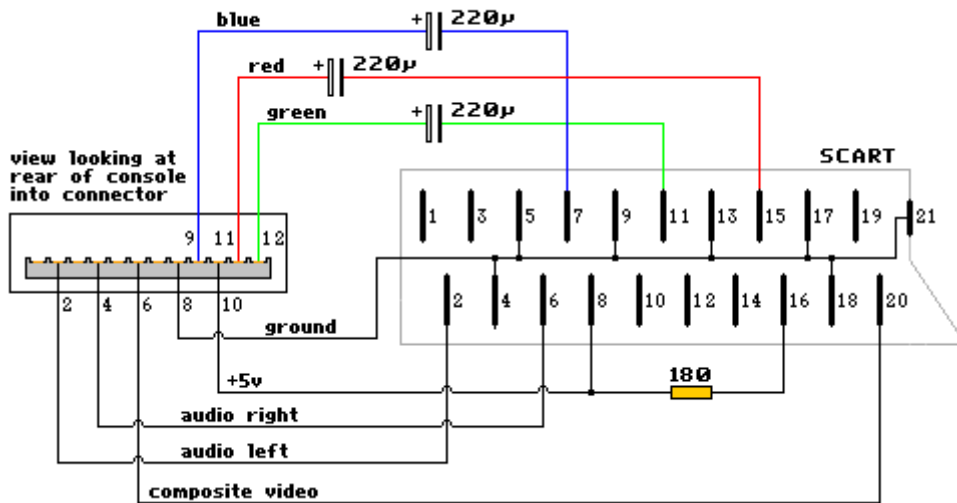 blue
+ 220µ
red
+ 220µ
green
+ 220µ
view looking at
rear of console
into connector
SCART
9 11 12
1 3 5 7 9 11 13 15 17 19 21
2 4 6 8 10
2 4 6 8 10 12 14 16 18 20
ground
+5v
180
audio right
audio left
composite video